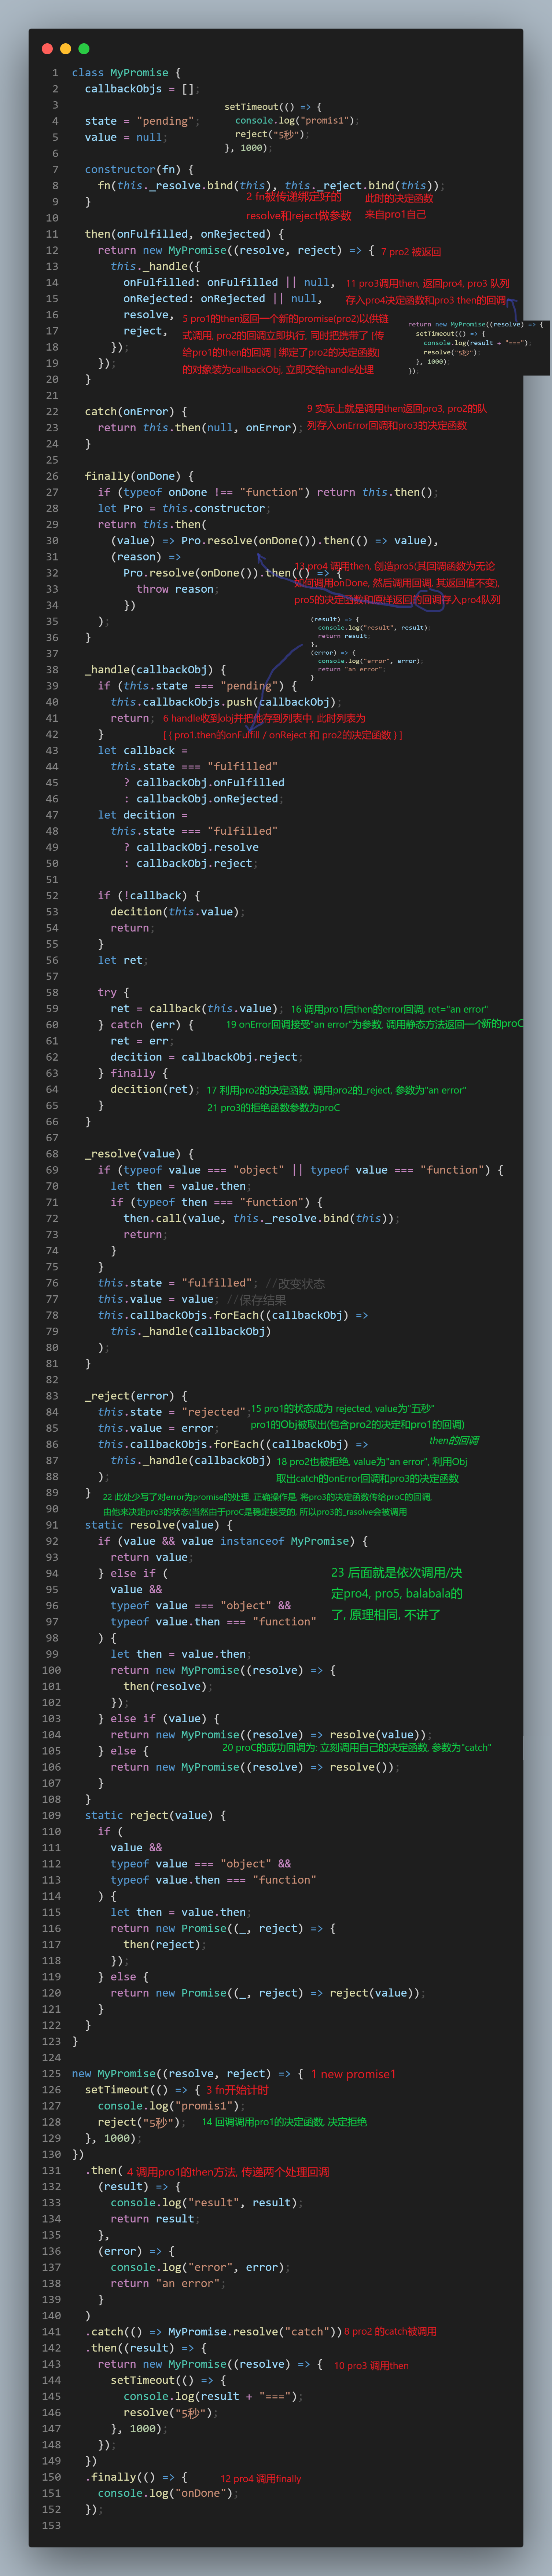 1 class MyPromise {
2 callbackObjs = [];
3
setTimeout(() => {
console.log("promis1");
reject("5秒");
}, 1000);
4 state = "pending";
5 value = null;
6
7 constructor(fn) {
8 fn(this._resolve.bind(this), this._reject.bind(this));
9 }
2 fn被传递绑定好的
resolve和reject做参数
此时的决定函数
来自pro1自己
10
11 then(onFulfilled, onRejected) {
12 return new MyPromise((resolve, reject) => { 7 pro2 被返回
13 this._handle({
14 onFulfilled: onFulfilled || null,
15 onRejected: onRejected || null,
11 pro3调用then, 返回pro4, pro3 队列
存入pro4决定函数和pro3 then的回调
16 resolve,
17 reject,
5 pro1的then返回一个新的promise(pro2)以供链
式调用, pro2的回调立即执行, 同时把携带了 [传
给pro1的then的回调 | 绑定了pro2的决定函数]
的对象装为callbackObj, 立即交给handle处理
return new MyPromise((resolve) => {
setTimeout(() => {
console.log(result + "===");
resolve("5秒");
}, 1000);
});
18 });
19 });
20 }
21
22 catch(onError) {
23 return this.then(null, onError);
9 实际上就是调用then返回pro3, pro2的队
列存入onError回调和pro3的决定函数
24 }
25
26 finally(onDone) {
27 if (typeof onDone !== "function") return this.then();
28 let Pro = this.constructor;
29 return this.then(
30 (value) => Pro.resolve(onDone()).then(() => value),
31 (reason) =>
32 Pro.resolve(onDone()).then(() => {
33 throw reason;
34 })
13 pro4 调用then, 创造pro5(其回调函数为无论
如何调用onDone, 然后调用回调, 其返回值不变),
pro5的决定函数和原样返回的回调存入pro4队列
35 );
36 }
(result) => {
console.log("result", result);
return result;
},
(error) => {
console.log("error", error);
return "an error";
}
37
38 _handle(callbackObj) {
39 if (this.state === "pending") {
40 this.callbackObjs.push(callbackObj);
41 return; 6 handle收到obj并把他存到列表中, 此时列表为
42 } [ { pro1.then的onFulfill / onReject 和 pro2的决定函数 } ]
43 let callback =
44 this.state === "fulfilled"
45 ? callbackObj.onFulfilled
46 : callbackObj.onRejected;
47 let decition =
48 this.state === "fulfilled"
49 ? callbackObj.resolve
50 : callbackObj.reject;
51
52 if (!callback) {
53 decition(this.value);
54 return;
55 }
56 let ret;
57
58 try {
59 ret = callback(this.value); 16 调用pro1后then的error回调, ret="an error"
60 } catch (err) { 19 onError回调接受"an error"为参数, 调用静态方法返回一个新的proC
61 ret = err;
62 decition = callbackObj.reject;
63 } finally {
64 decition(ret); 17 利用pro2的决定函数, 调用pro2的_reject, 参数为"an error"
65 } 21 pro3的拒绝函数参数为proC
66 }
67
68 _resolve(value) {
69 if (typeof value === "object" || typeof value === "function") {
70 let then = value.then;
71 if (typeof then === "function") {
72 then.call(value, this._resolve.bind(this));
73 return;
74 }
75 }
76 this.state = "fulfilled"; //改变状态
77 this.value = value; //保存结果
78 this.callbackObjs.forEach((callbackObj) =>
79 this._handle(callbackObj)
80 );
81 }
82
83 _reject(error) {
84 this.state = "rejected"; 15 pro1的状态成为 rejected, value为"五秒"
85 this.value = error; pro1的Obj被取出(包含pro2的决定和pro1的回调)
86 this.callbackObjs.forEach((callbackObj) => then的回调
87 this._handle(callbackObj) 18 pro2也被拒绝, value为"an error", 利用Obj
88 ); 取出catch的onError回调和pro3的决定函数
89 } 22 此处少写了对error为promise的处理, 正确操作是, 将pro3的决定函数传给proC的回调,
90 由他来决定pro3的状态(当然由于proC是稳定接受的, 所以pro3的_rasolve会被调用
91 static resolve(value) {
92 if (value && value instanceof MyPromise) {
93 return value;
94 } else if (
95 value &&
96 typeof value === "object" &&
97 typeof value.then === "function"
23 后面就是依次调用/决
定pro4, pro5, balabala的
了, 原理相同, 不讲了
98 ) {
99 let then = value.then;
100 return new MyPromise((resolve) => {
101 then(resolve);
102 });
103 } else if (value) {
104 return new MyPromise((resolve) => resolve(value));
105 } else { 20 proC的成功回调为: 立刻调用自己的决定函数, 参数为"catch"
106 return new MyPromise((resolve) => resolve());
107 }
108 }
109 static reject(value) {
110 if (
111 value &&
112 typeof value === "object" &&
113 typeof value.then === "function"
114 ) {
115 let then = value.then;
116 return new Promise((_, reject) => {
117 then(reject);
118 });
119 } else {
120 return new Promise((_, reject) => reject(value));
121 }
122 }
123 }
124
125 new MyPromise((resolve, reject) => { 1 new promise1
126 setTimeout(() => { 3 fn开始计时
127 console.log("promis1");
128 reject("5秒"); 14 回调调用pro1的决定函数, 决定拒绝
129 }, 1000);
130 })
131 .then( 4 调用pro1的then方法, 传递两个处理回调
132 (result) => {
133 console.log("result", result);
134 return result;
135 },
136 (error) => {
137 console.log("error", error);
138 return "an error";
139 }
140 )
141 .catch(() => MyPromise.resolve("catch")) 8 pro2 的catch被调用
142 .then((result) => {
143 return new MyPromise((resolve) => { 10 pro3 调用then
144 setTimeout(() => {
145 console.log(result + "===");
146 resolve("5秒");
147 }, 1000);
148 });
149 })
150 .finally(() => { 12 pro4 调用finally
151 console.log("onDone");
152 });
153